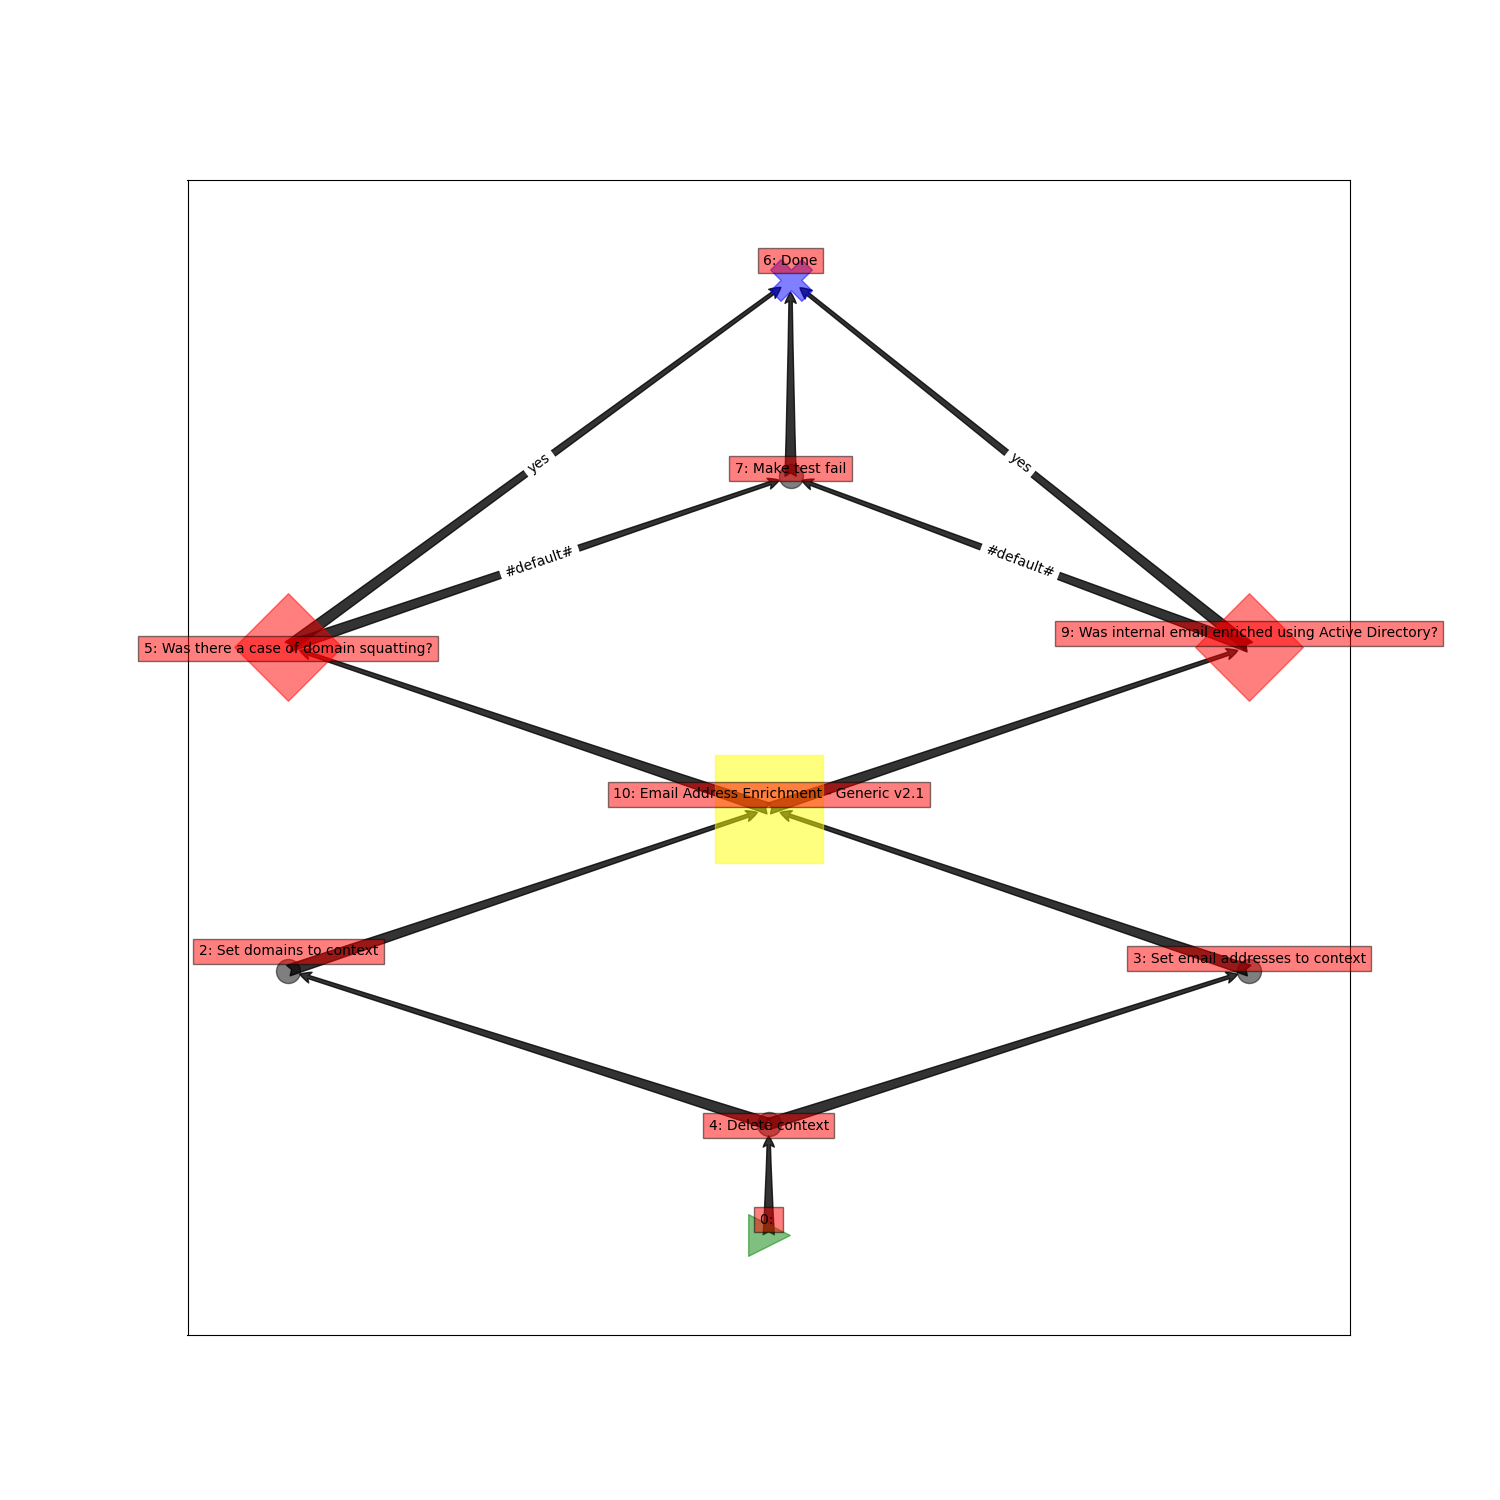 6: Done
yes
yes
7: Make test fail
#default#
#default#
5: Was there a case of domain squatting?
9: Was internal email enriched using Active Directory?
10: Email Address Enrichment - Generic v2.1
2: Set domains to context
3: Set email addresses to context
4: Delete context
0: